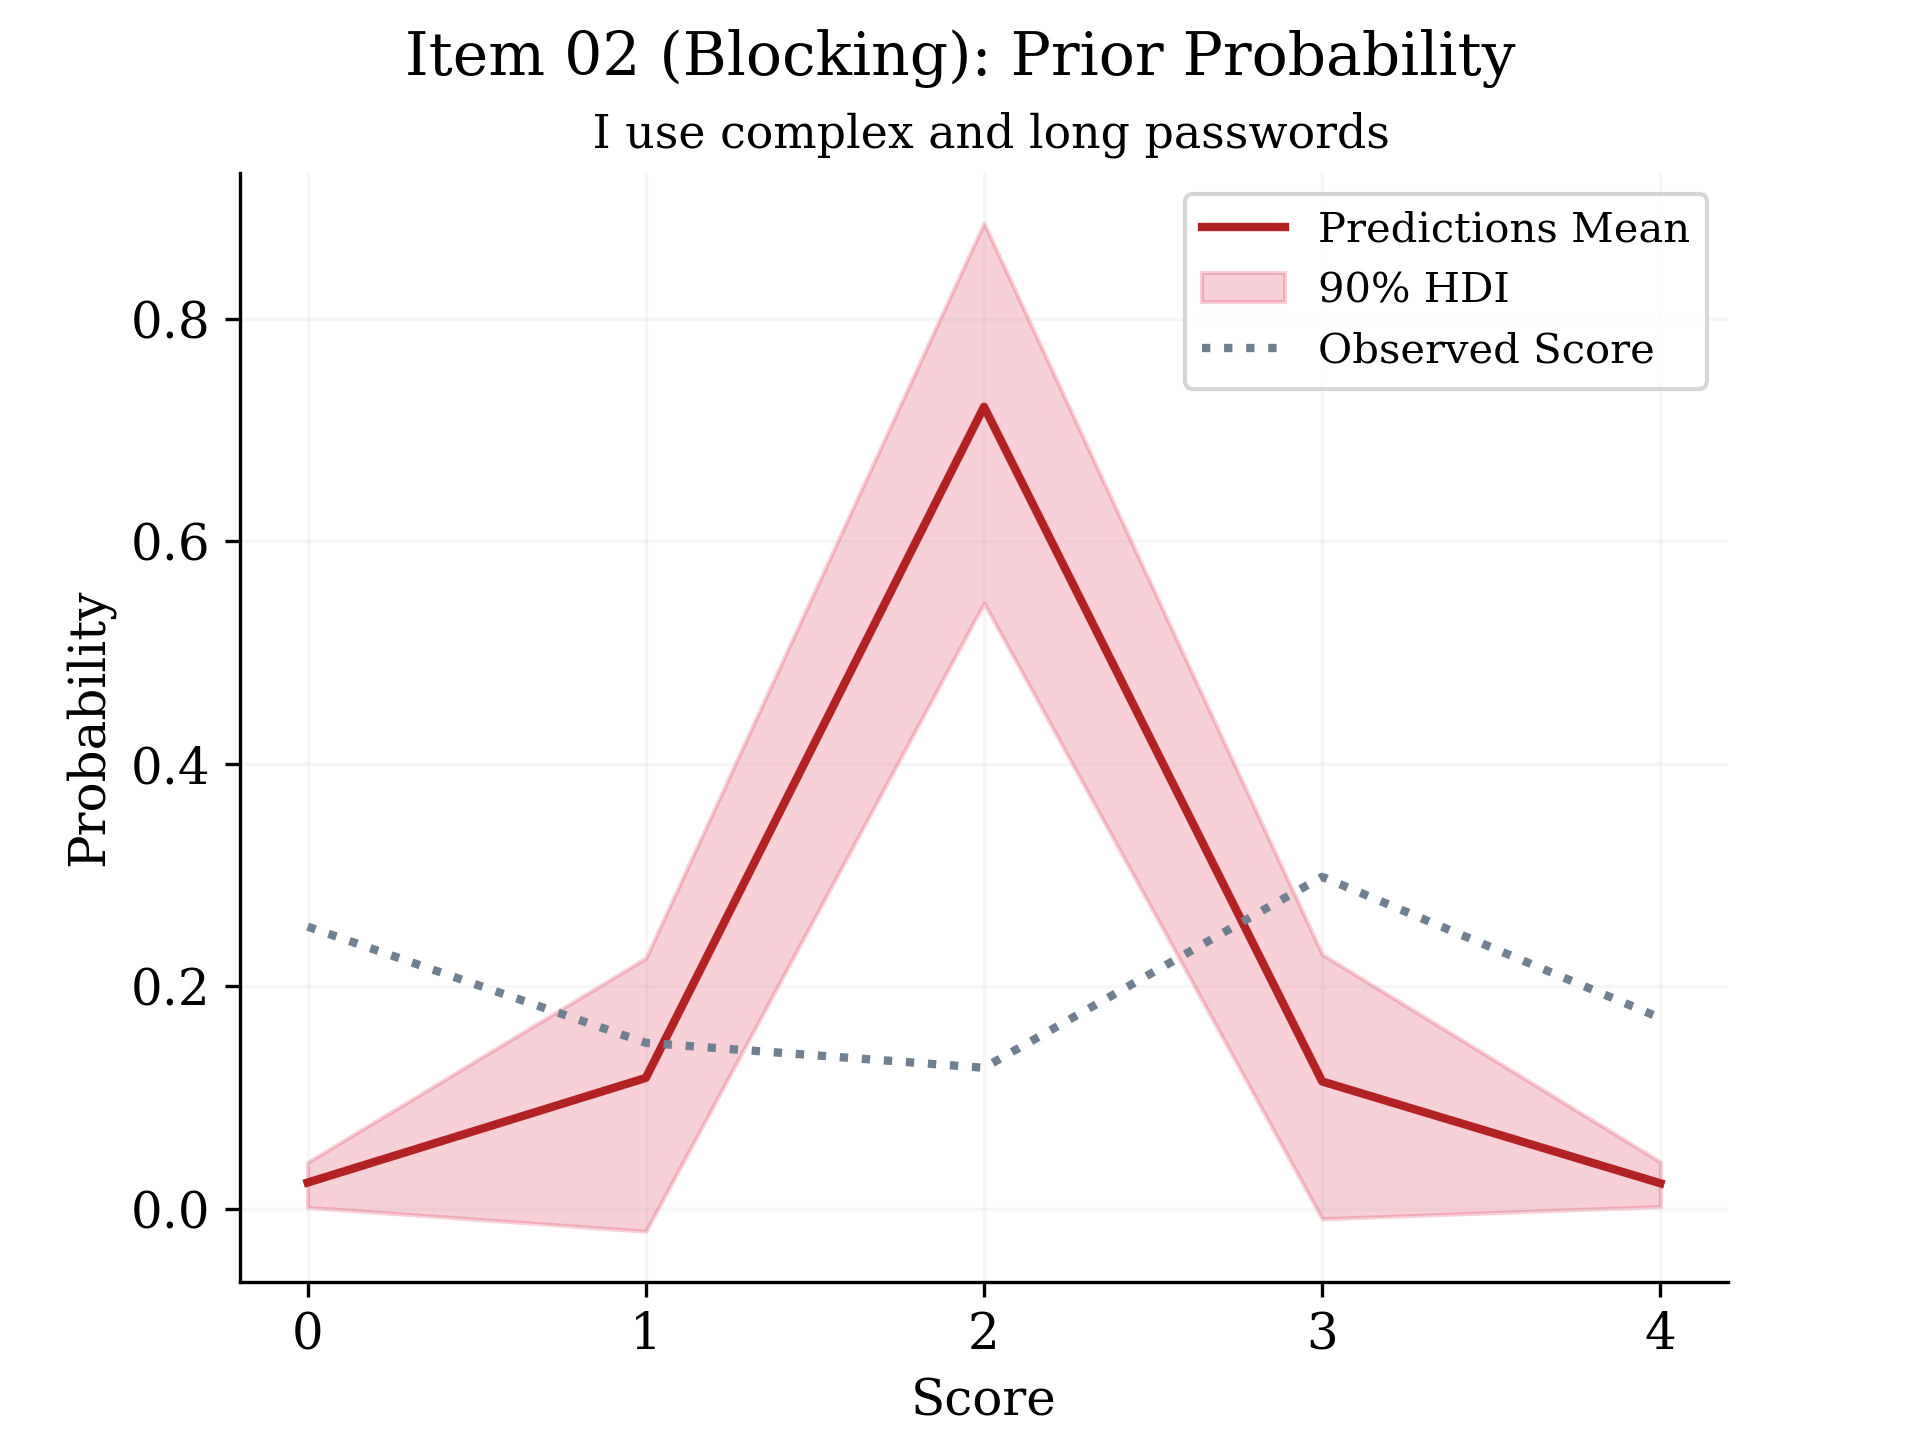 Item 02 (Blocking): Prior Probability
I use complex and long passwords
Predictions Mean
90% HDI
Observed Score
Probability
0.8
0.6
0.4
0.2
0.0
0 1 2 3 4
Score